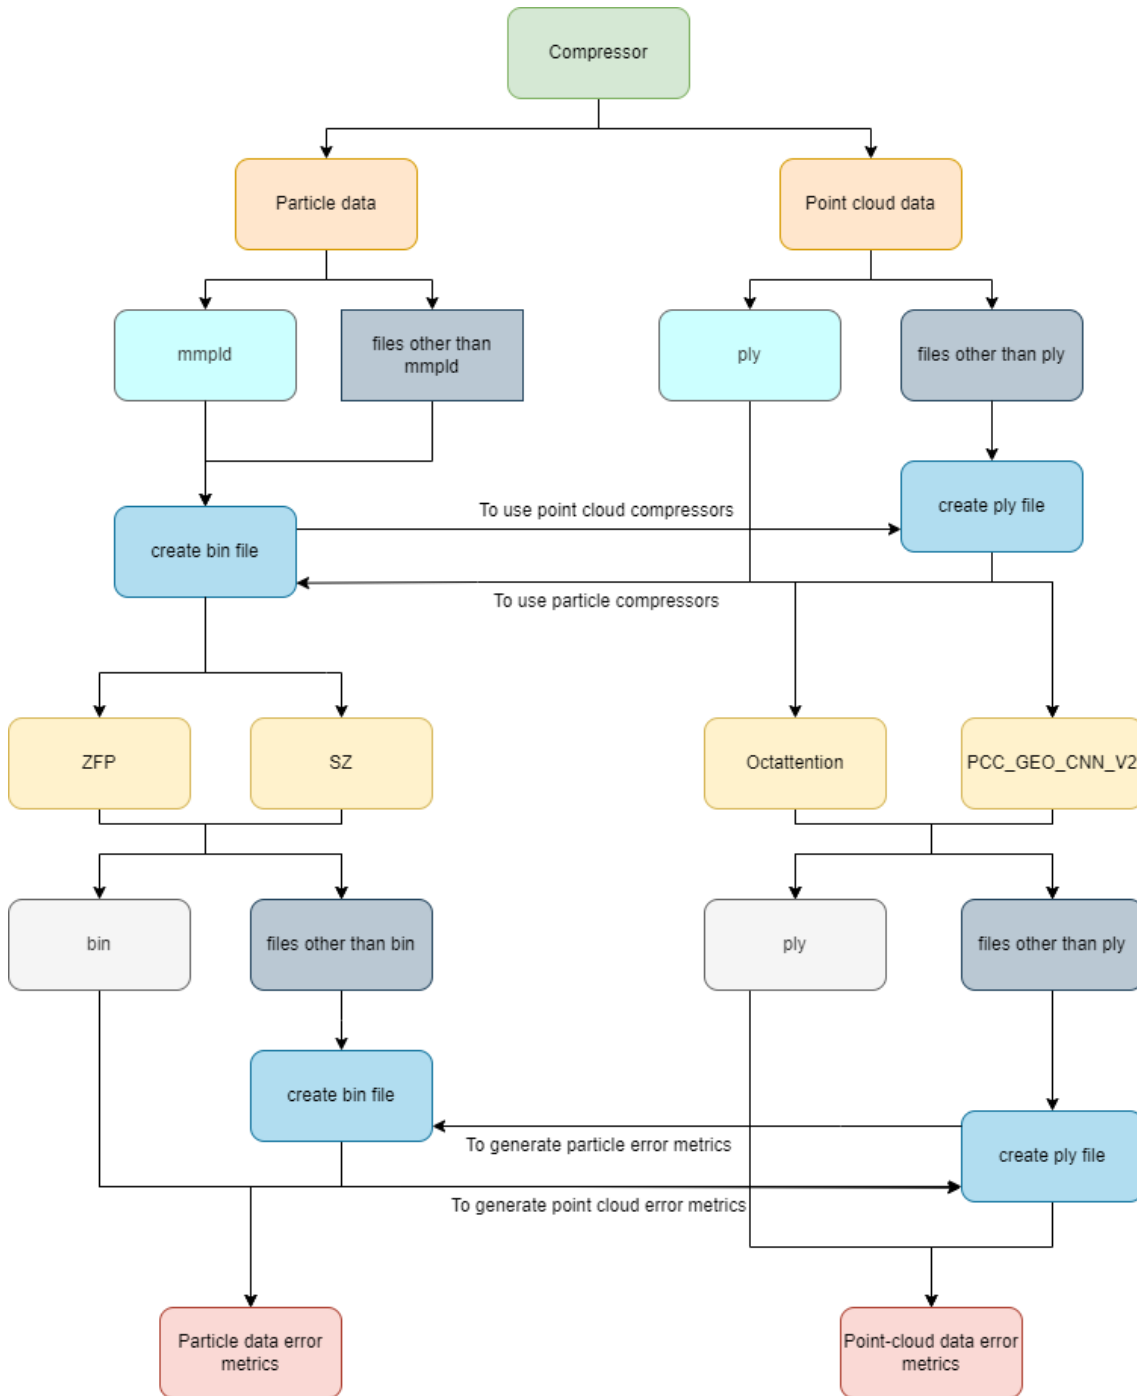 Compressor
Particle data
Point cloud data
mmpld
files other than
mmpld
ply
files other than ply
To use point cloud compressors
create ply file
create bin file
To use particle compressors
ZFP
SZ
Octattention
PCC_GEO_CNN_V2
bin
files other than bin
ply
files other than ply
create bin file
To generate particle error metrics
create ply file
To generate point cloud error metrics
Particle data error
metrics
Point-cloud data error
metrics